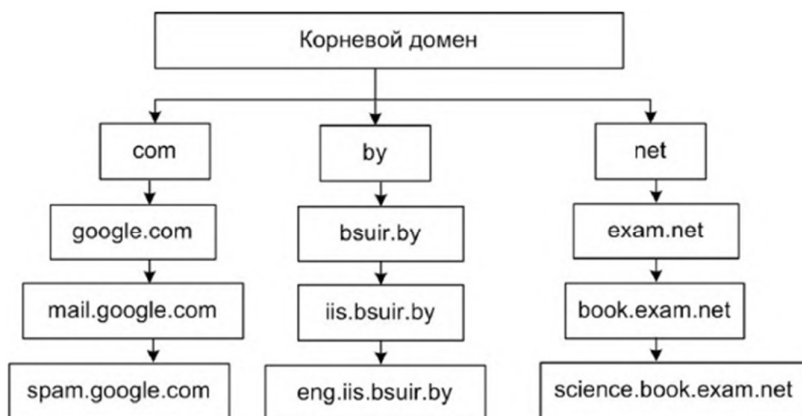 Корневой домен
com
by
net
google.com
bsuir.by
exam.net
mail.google.com
iis.bsuir.by
book.exam.net
spam.google.com
eng.iis.bsuir.by
science.book.exam.net